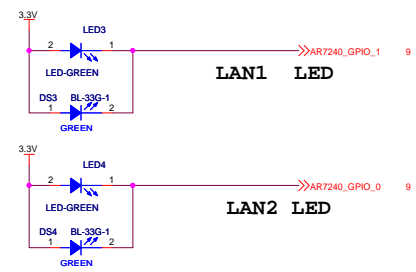 3.3V
LED3
2 1
AR7240_GPIO_1 9
LED-GREEN
LAN1 LED
DS3 BL-33G-1
1 2
GREEN
3.3V
LED4
2 1
AR7240_GPIO_0 9
LED-GREEN
LAN2 LED
DS4 BL-33G-1
1 2
GREEN